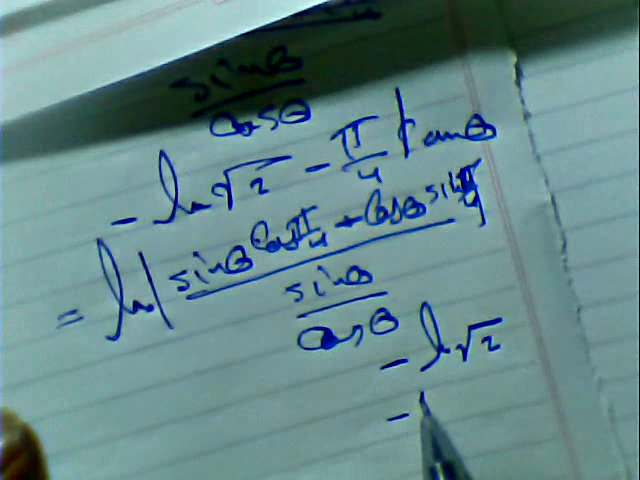 sinθ
cosθ
- ln√2 - π/4 tanθ
= ln| sinθ cos π/4 + cosθ sin π/4
sinθ
cosθ
- ln√2
-